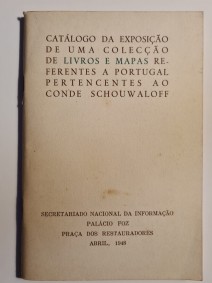 CATÁLOGO DA EXPOSIÇÃO
DE UMA COLECÇÃO
DE LIVROS E MAPAS RE-
FERENTES A PORTUGAL
PERTENCENTES AO
CONDE SCHOUWALOFF
SECRETARIADO NACIONAL DA INFORMAÇÃO
PALÁCIO FOZ
PRAÇA DOS RESTAURADORES
ABRIL, 1948